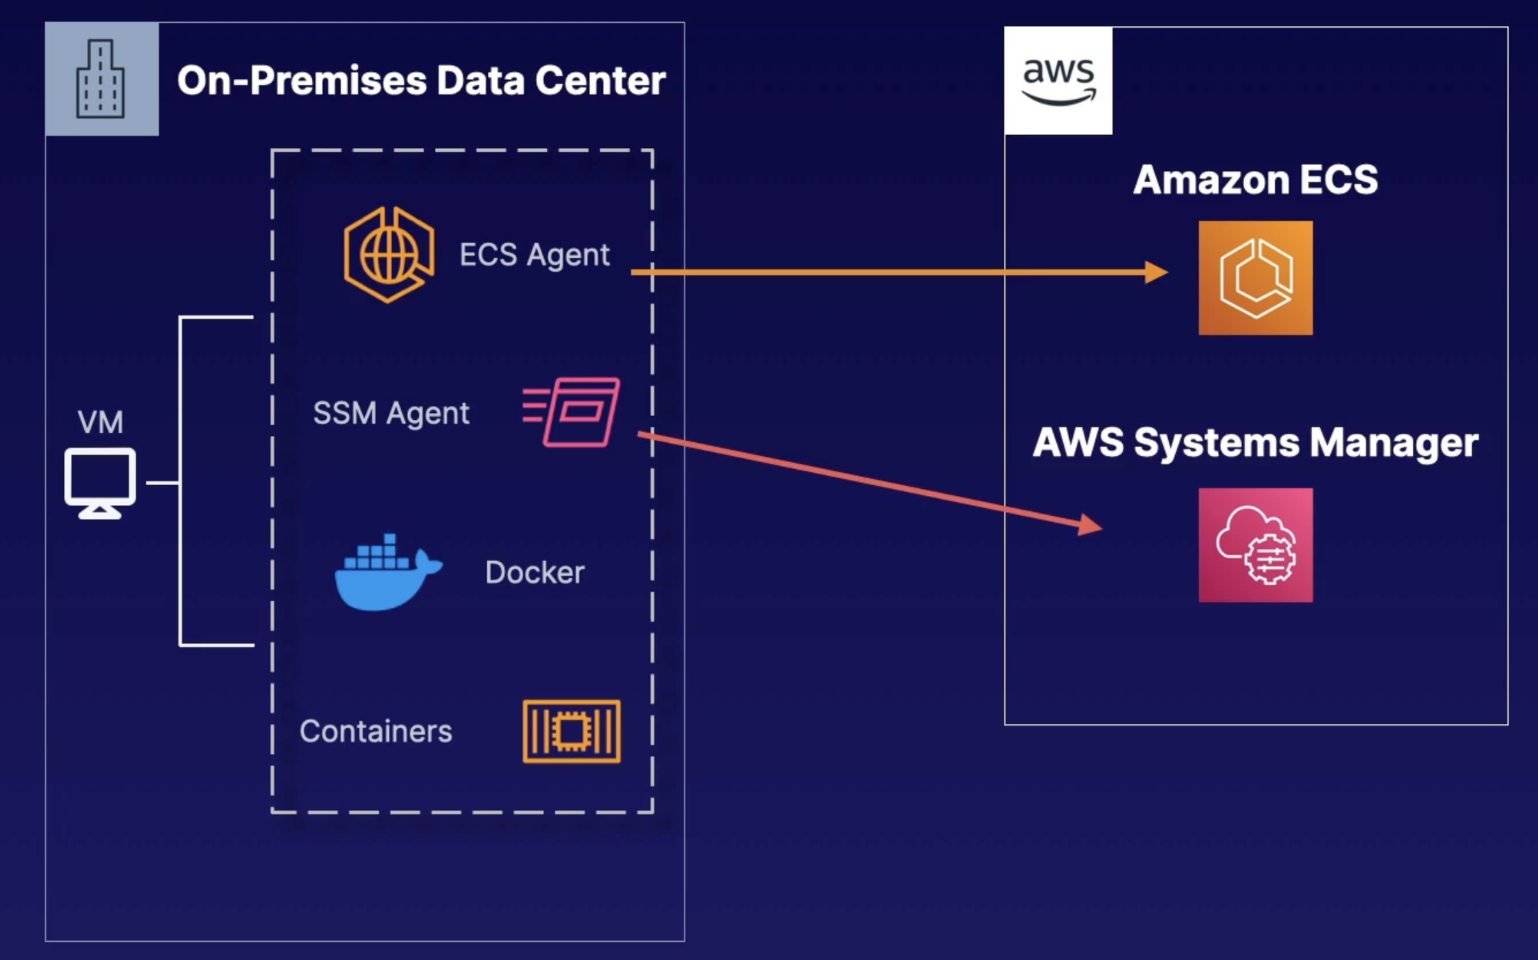 On-Premises Data Center
aws
Amazon ECS
ECS Agent
SSM Agent
VM
AWS Systems Manager
Docker
Containers